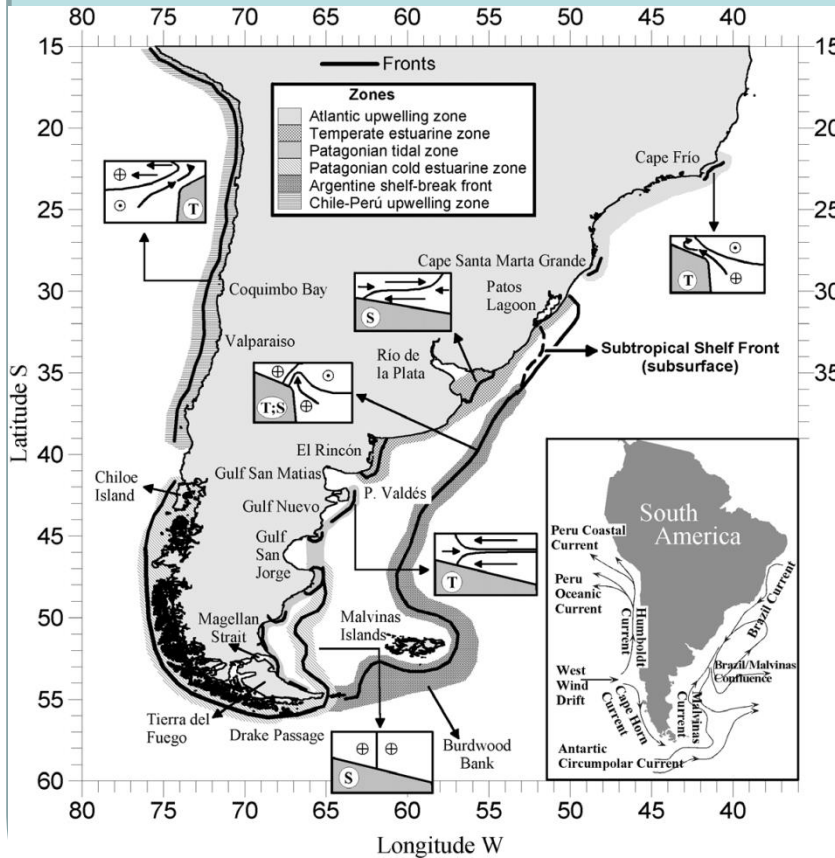 80 75 70 65 60 55 50 45 40
15
20
25
30
35
40
45
50
55
60
15
20
25
30
35
40
45
50
55
60
Latitude S
Fronts
Zones
Atlantic upwelling zone
Temperate estuarine zone
Patagonian tidal zone
Patagonian cold estuarine zone
Argentine shelf-break front
Chile-Perú upwelling zone
T
Cape Frío
T
Cape Santa Marta Grande
Patos
Lagoon
S
Coquimbo Bay
Valparaiso
Río de
la Plata
Subtropical Shelf Front
(subsurface)
T;S
El Rincón
Gulf San Matias
P. Valdés
Chiloe
Island
Gulf Nuevo
Gulf
San
Jorge
T
Magellan
Strait
Malvinas
Islands
Tierra del
Fuego
Drake Passage
Burdwood
Bank
S
South
America
Peru Coastal
Current
Peru
Oceanic
Current
Humboldt
Current
Brazil Current
Brazil/Malvinas
Confluence
West
Wind
Drift
Cape Horn
Current
Malvinas
Current
Antartic
Circumpolar Current
80 75 70 65 60 55 50 45 40
Longitude W